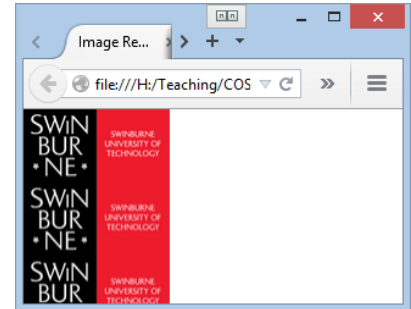 Image Re...
file:///H:/Teaching/COS
SWiN
BUR
• NE •
SWINBURNE
UNIVERSITY OF
TECHNOLOGY
SWiN
BUR
• NE •
SWINBURNE
UNIVERSITY OF
TECHNOLOGY
SWiN
BUR
SWINBURNE
UNIVERSITY OF
TECHNOLOGY